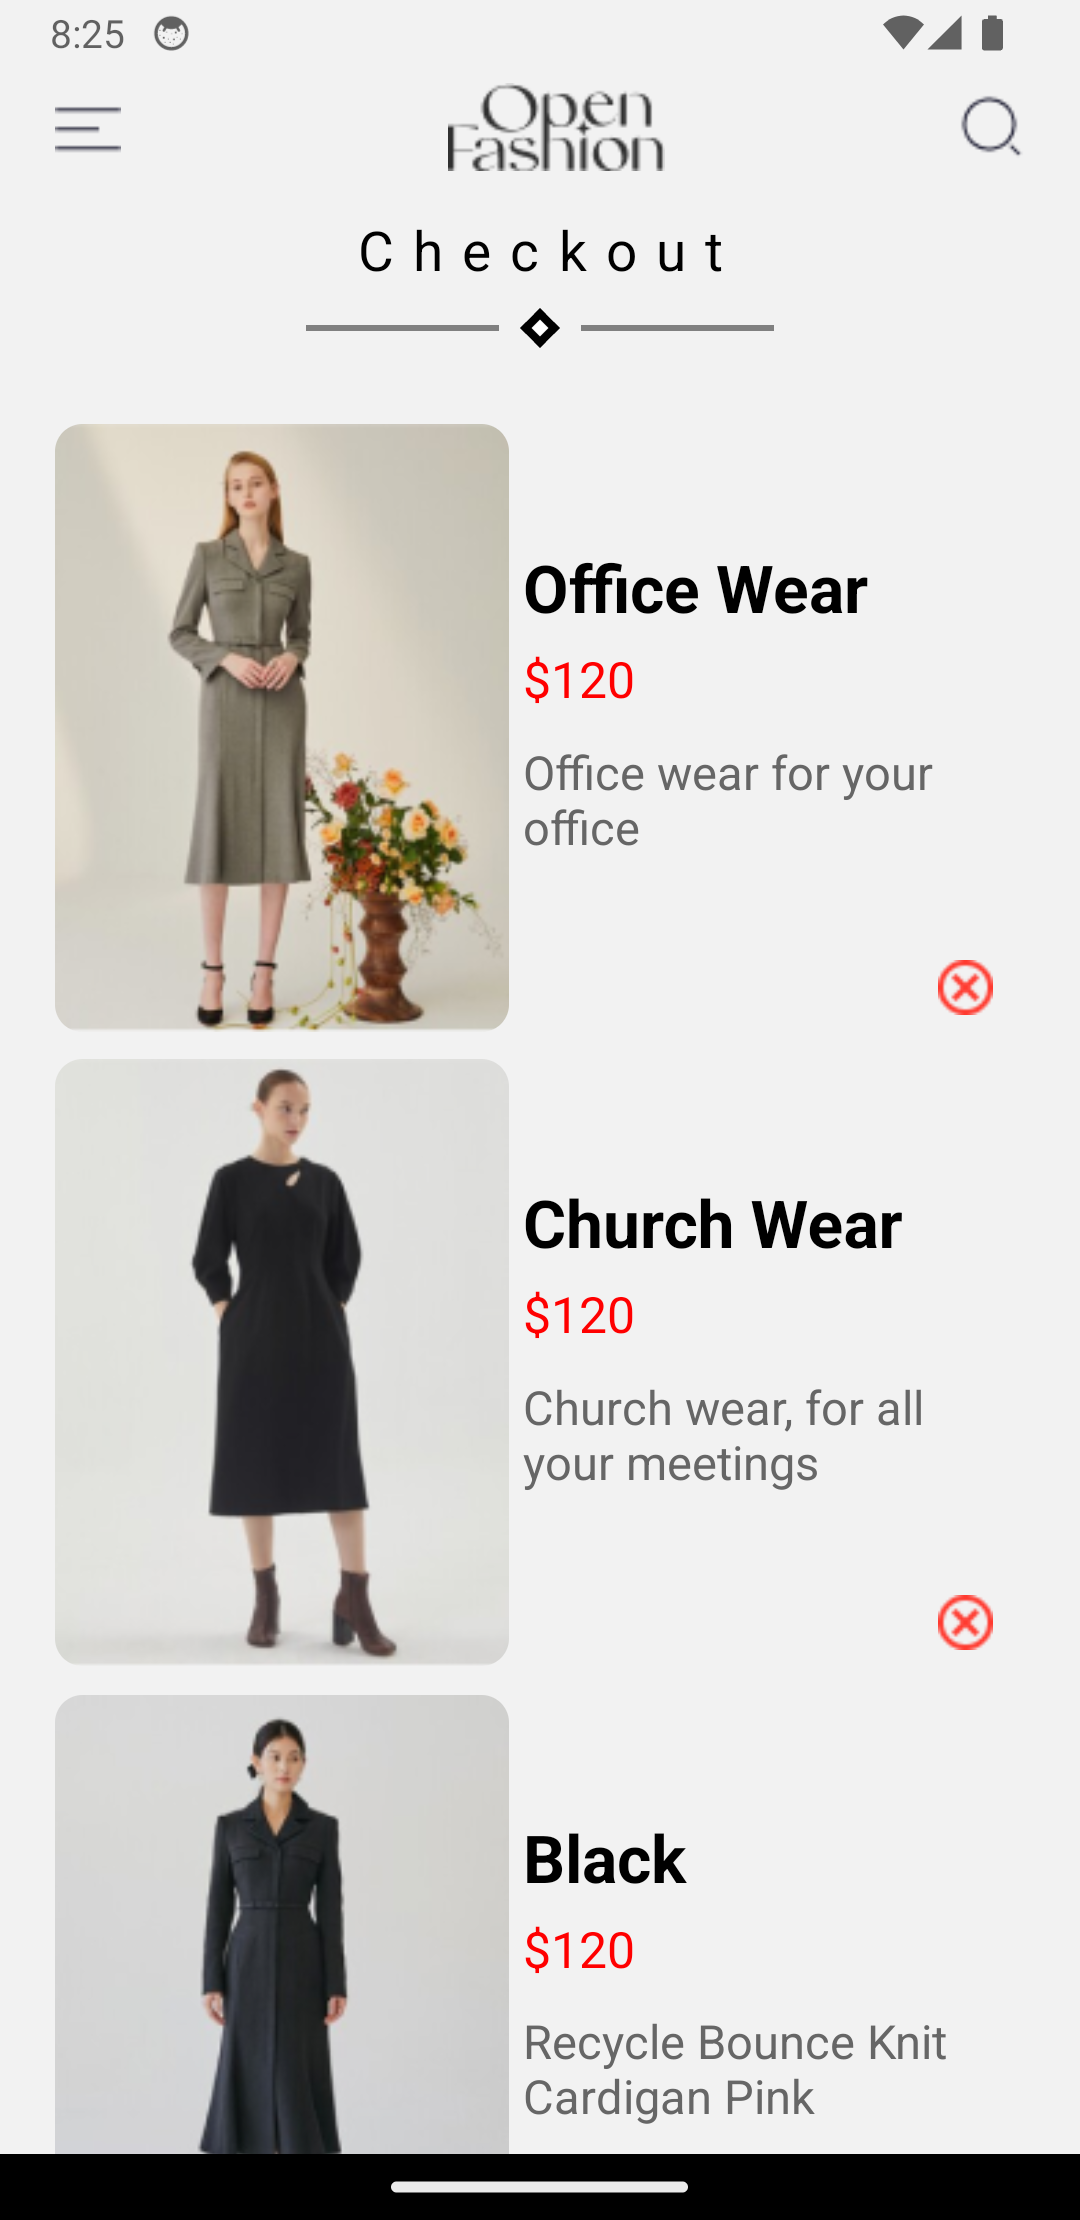 8:25
Open
Fashion
Checkout
Office Wear
$120
Office wear for your
office
Church Wear
$120
Church wear, for all
your meetings
Black
$120
Recycle Bounce Knit
Cardigan Pink